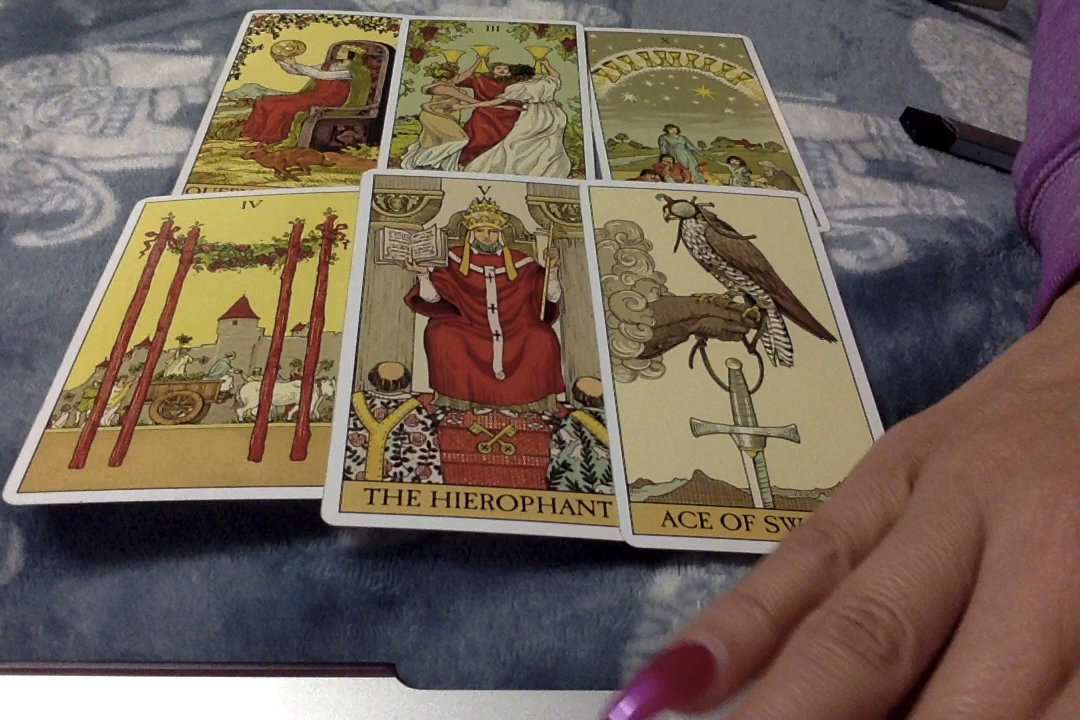 III
X
IV
V
THE HIEROPHANT
ACE OF SW